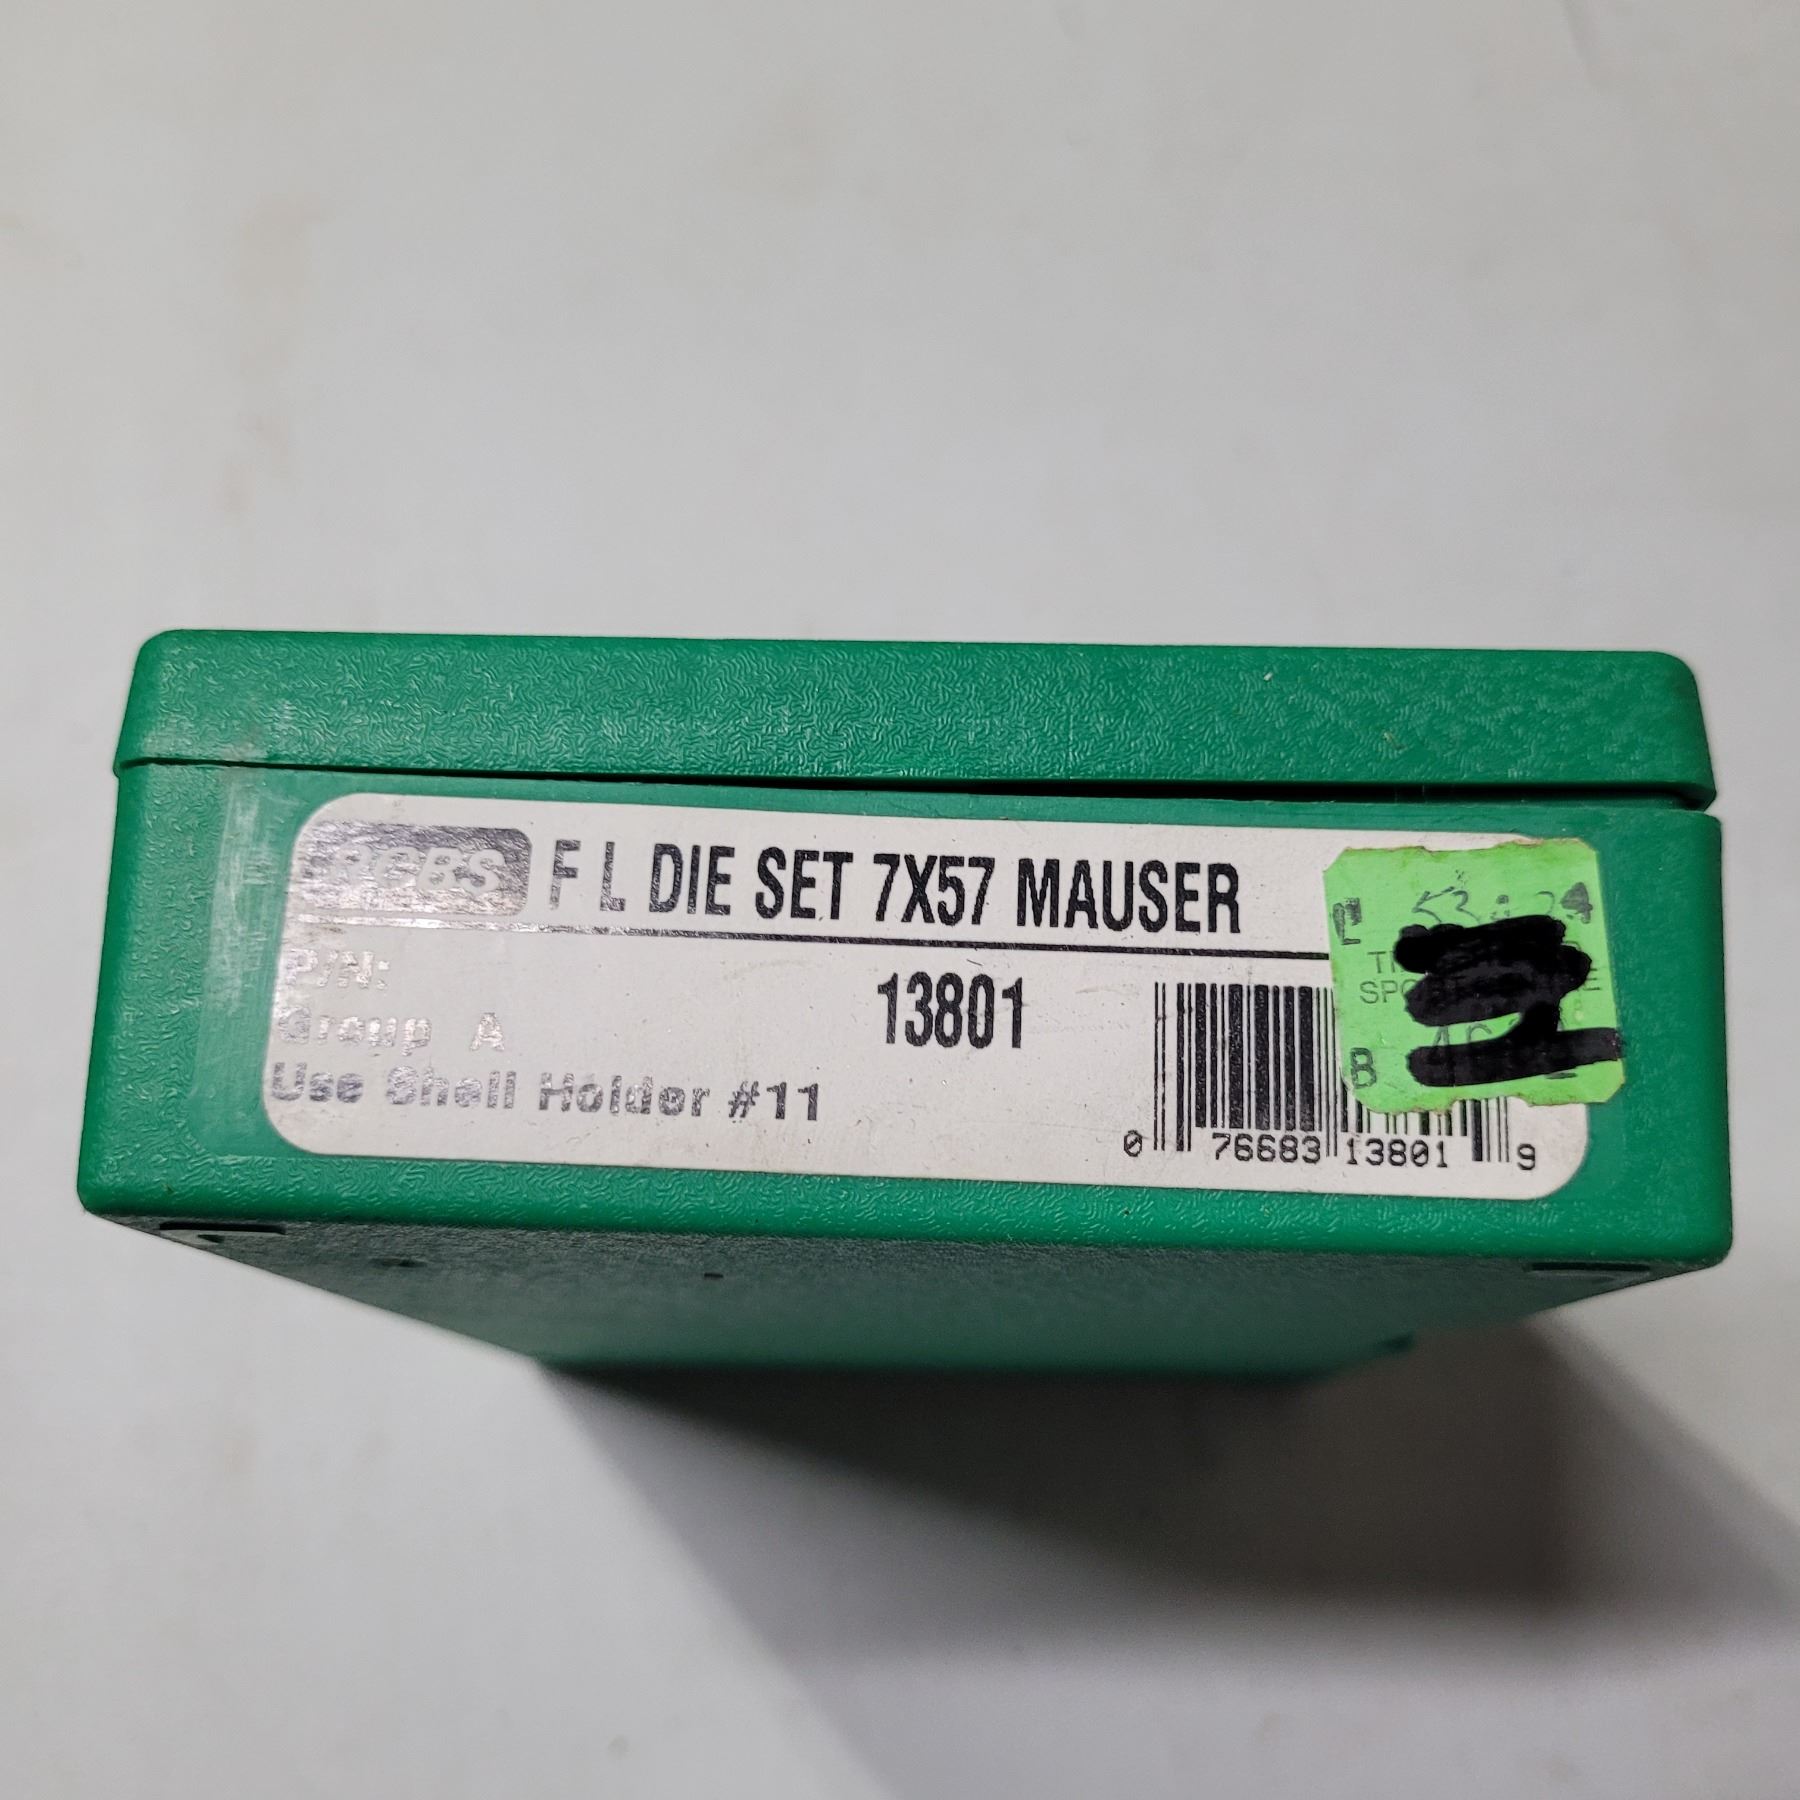 RCBS F L DIE SET 7X57 MAUSER
P/N: 13801
Group A
Use Shell Holder #11
0 76683 13801 9
B